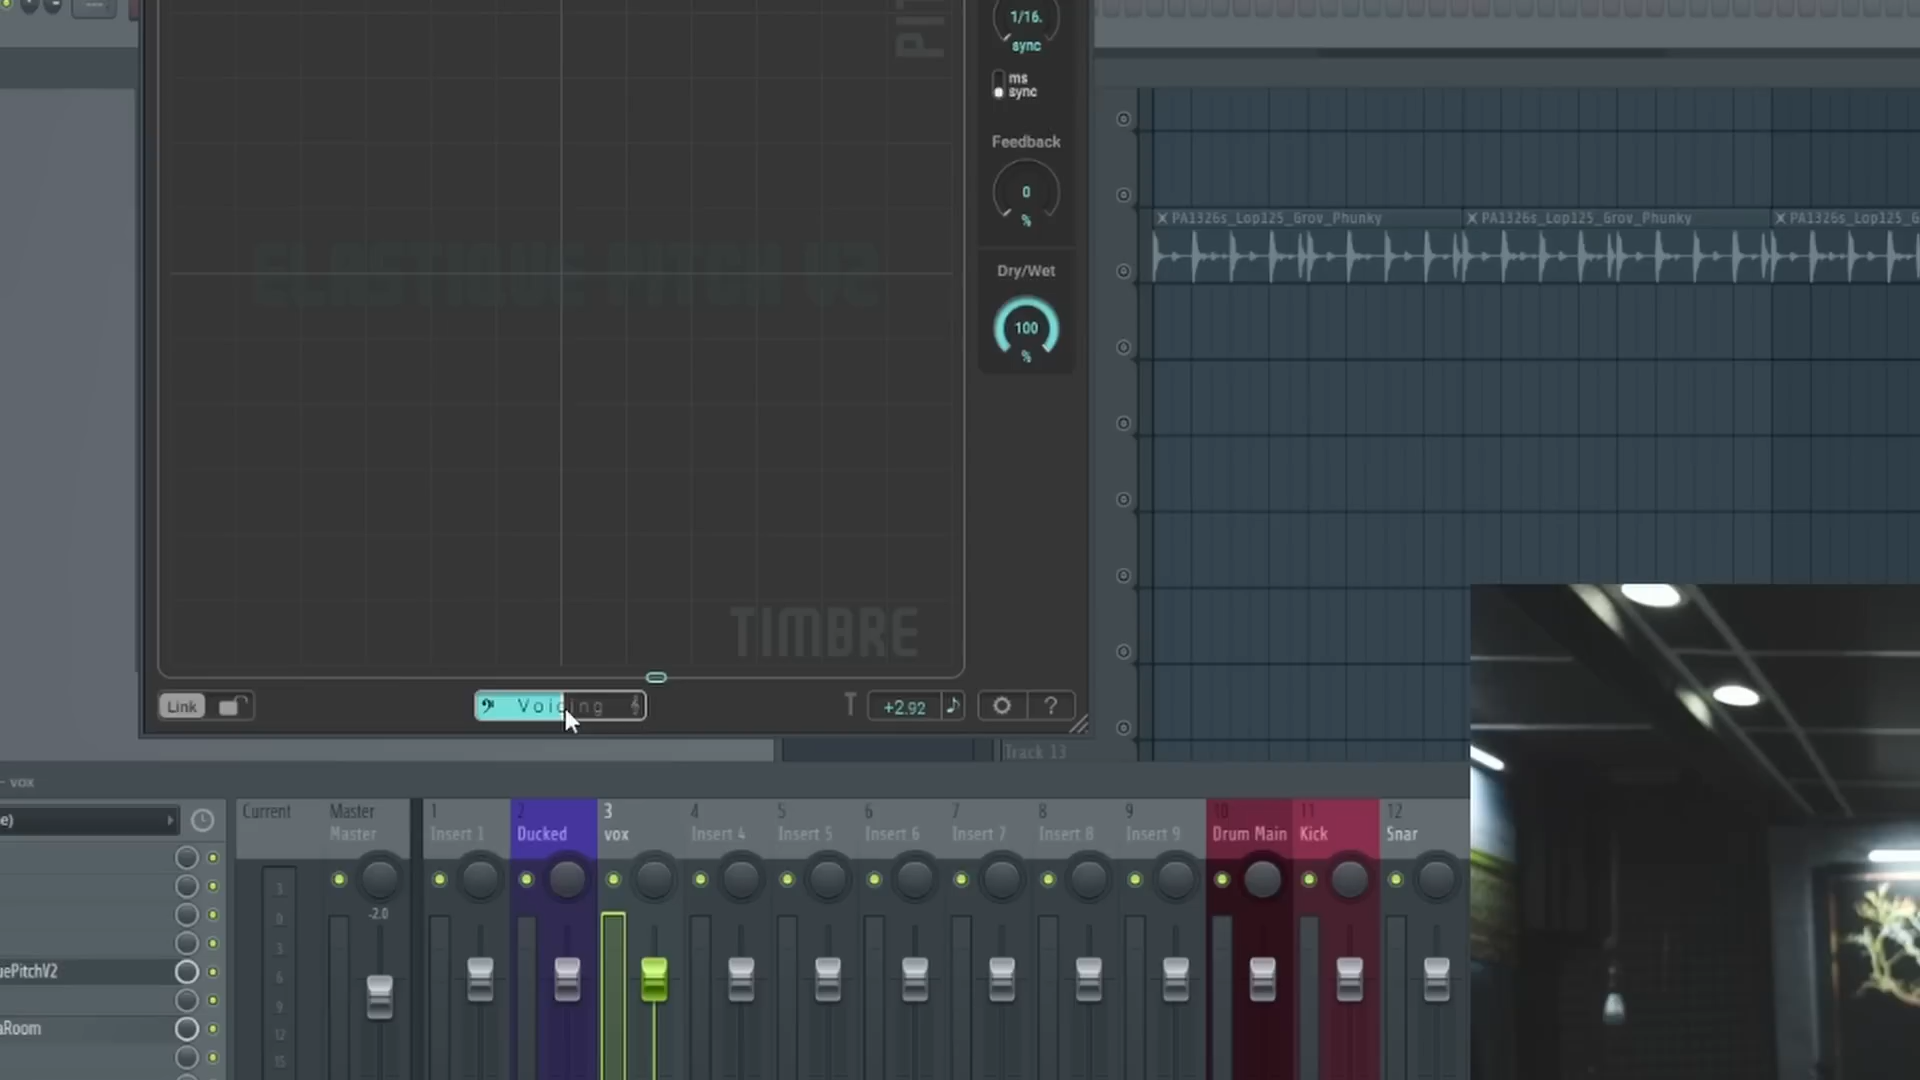 PIT
1/16.
sync
ms
sync
Feedback
0
%
Dry/Wet
100
%
PA1326s_Lop125_Grov_Phunky
PA1326s_Lop125_Grov_Phunky
PA1326s_Lop125_G
ELASTIQUE PITCH V2
TIMBRE
Link
Voicing
T
+2.92
?
Track 13
- vox
e)
Current
Master
Master
1
Insert 1
2
Ducked
3
vox
4
Insert 4
5
Insert 5
6
Insert 6
7
Insert 7
8
Insert 8
9
Insert 9
10
Drum Main
11
Kick
12
Snar
-2.0
3
0
3
6
9
12
15
uePitchV2
aRoom